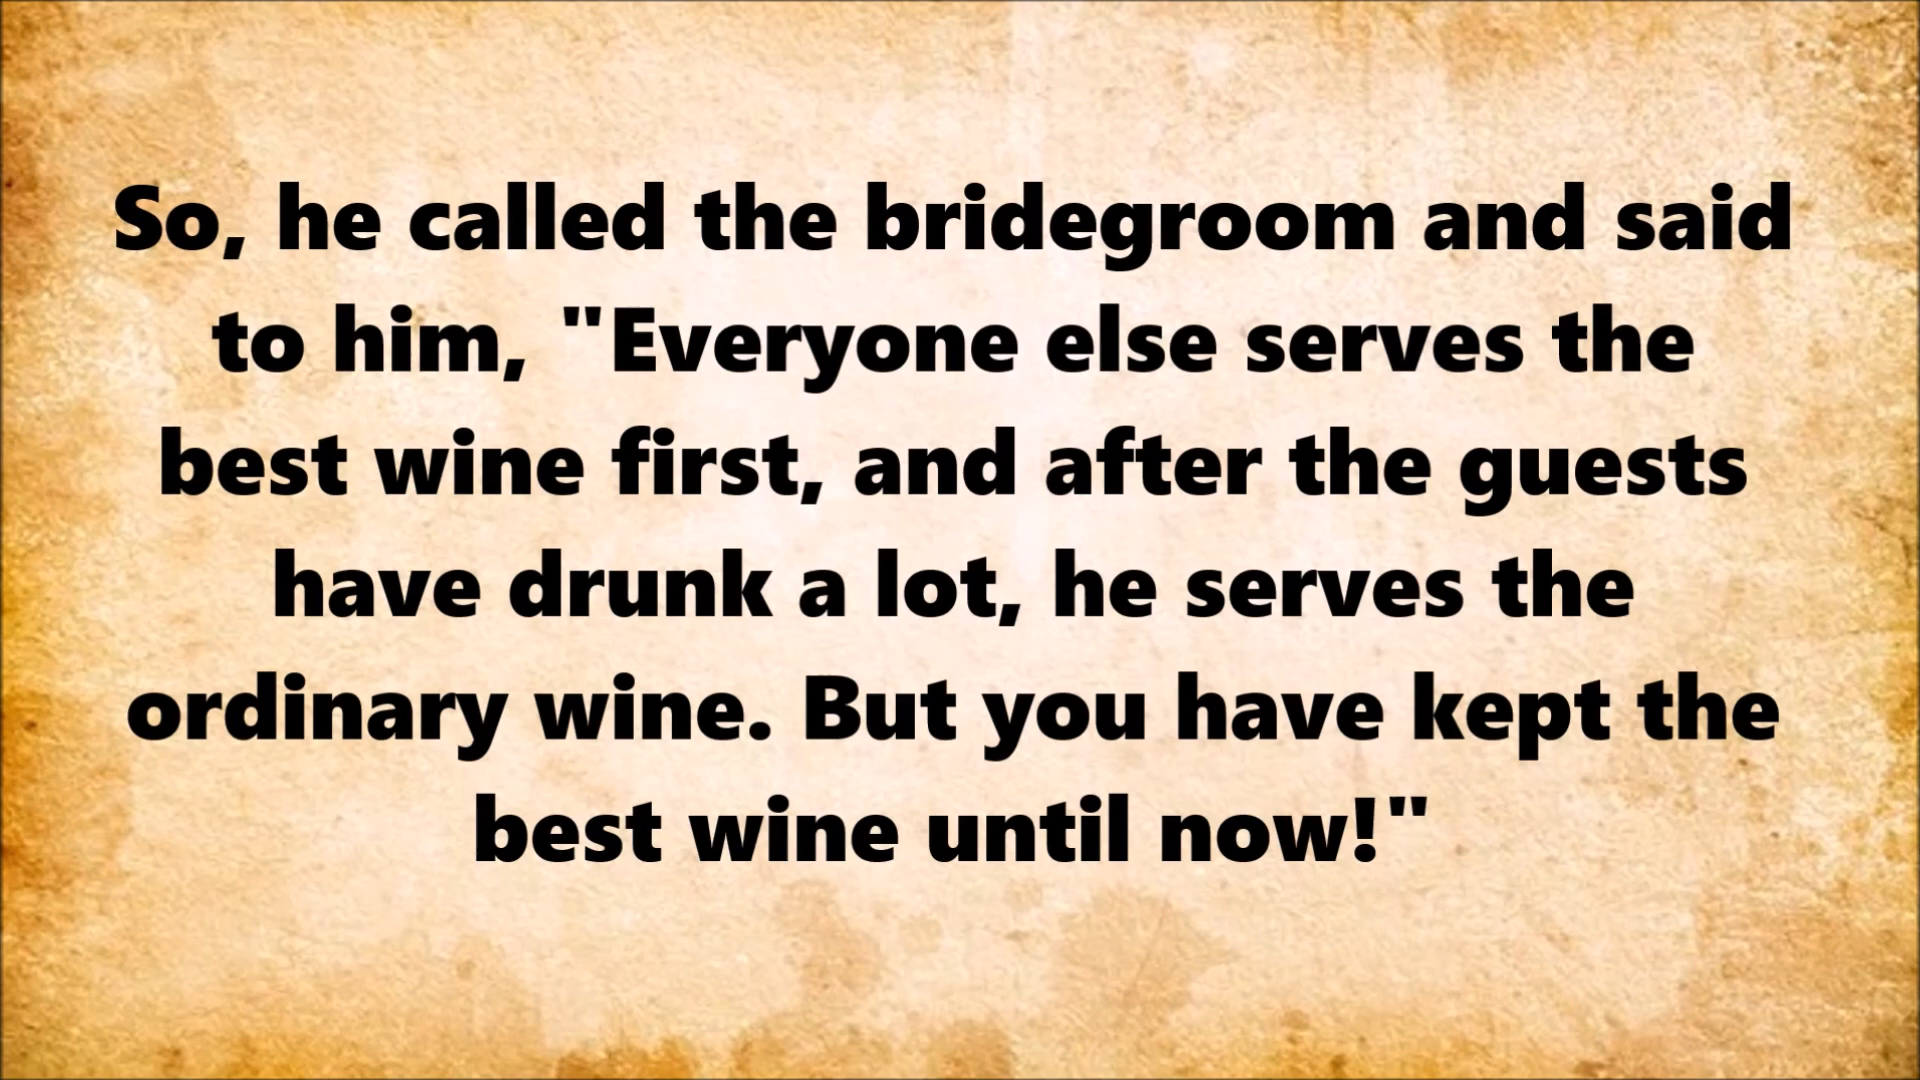 So, he called the bridegroom and said
to him, "Everyone else serves the
best wine first, and after the guests
have drunk a lot, he serves the
ordinary wine. But you have kept the
best wine until now!"